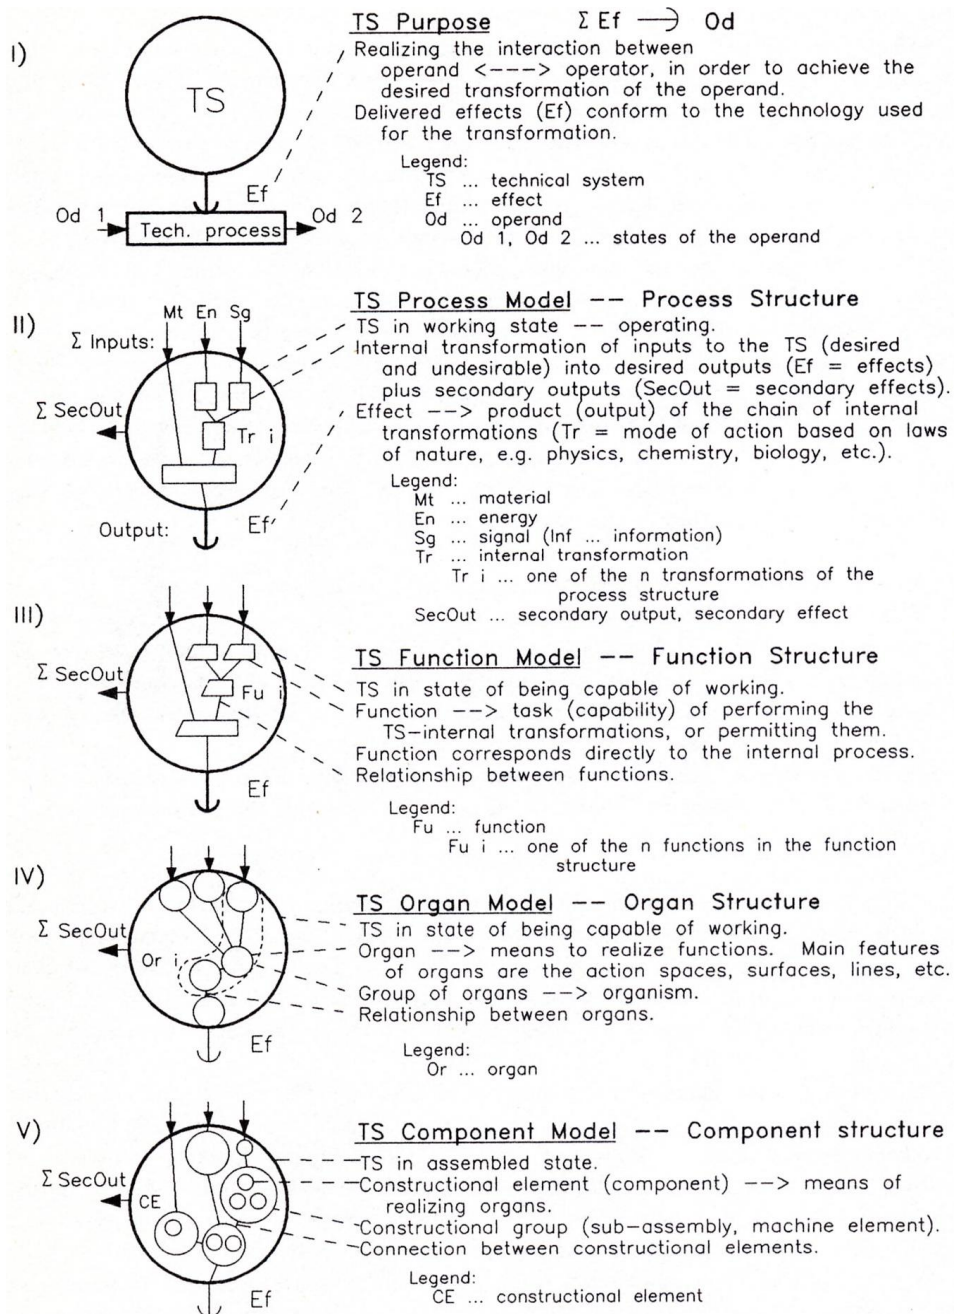 I)
TS
Ef
Od 1
Tech. process
Od 2
TS Purpose Σ Ef —⊃ Od
Realizing the interaction between
operand <---> operator, in order to achieve the
desired transformation of the operand.
Delivered effects (Ef) conform to the technology used
for the transformation.
Legend:
TS ... technical system
Ef ... effect
Od ... operand
Od 1, Od 2 ... states of the operand
II)
Mt En Sg
Σ Inputs:
Σ SecOut
Tr i
Output:
Ef
TS Process Model -- Process Structure
TS in working state -- operating.
Internal transformation of inputs to the TS (desired
and undesirable) into desired outputs (Ef = effects)
plus secondary outputs (SecOut = secondary effects).
Effect --> product (output) of the chain of internal
transformations (Tr = mode of action based on laws
of nature, e.g. physics, chemistry, biology, etc.).
Legend:
Mt ... material
En ... energy
Sg ... signal (Inf ... information)
Tr ... internal transformation
Tr i ... one of the n transformations of the
process structure
SecOut ... secondary output, secondary effect
III)
Σ SecOut
Fu i
Ef
TS Function Model -- Function Structure
TS in state of being capable of working.
Function --> task (capability) of performing the
TS-internal transformations, or permitting them.
Function corresponds directly to the internal process.
Relationship between functions.
Legend:
Fu ... function
Fu i ... one of the n functions in the function
structure
IV)
Σ SecOut
Or i
Ef
TS Organ Model -- Organ Structure
TS in state of being capable of working.
Organ --> means to realize functions. Main features
of organs are the action spaces, surfaces, lines, etc.
Group of organs --> organism.
Relationship between organs.
Legend:
Or ... organ
V)
Σ SecOut
CE
Ef
TS Component Model -- Component structure
TS in assembled state.
Constructional element (component) --> means of
realizing organs.
Constructional group (sub-assembly, machine element).
Connection between constructional elements.
Legend:
CE ... constructional element